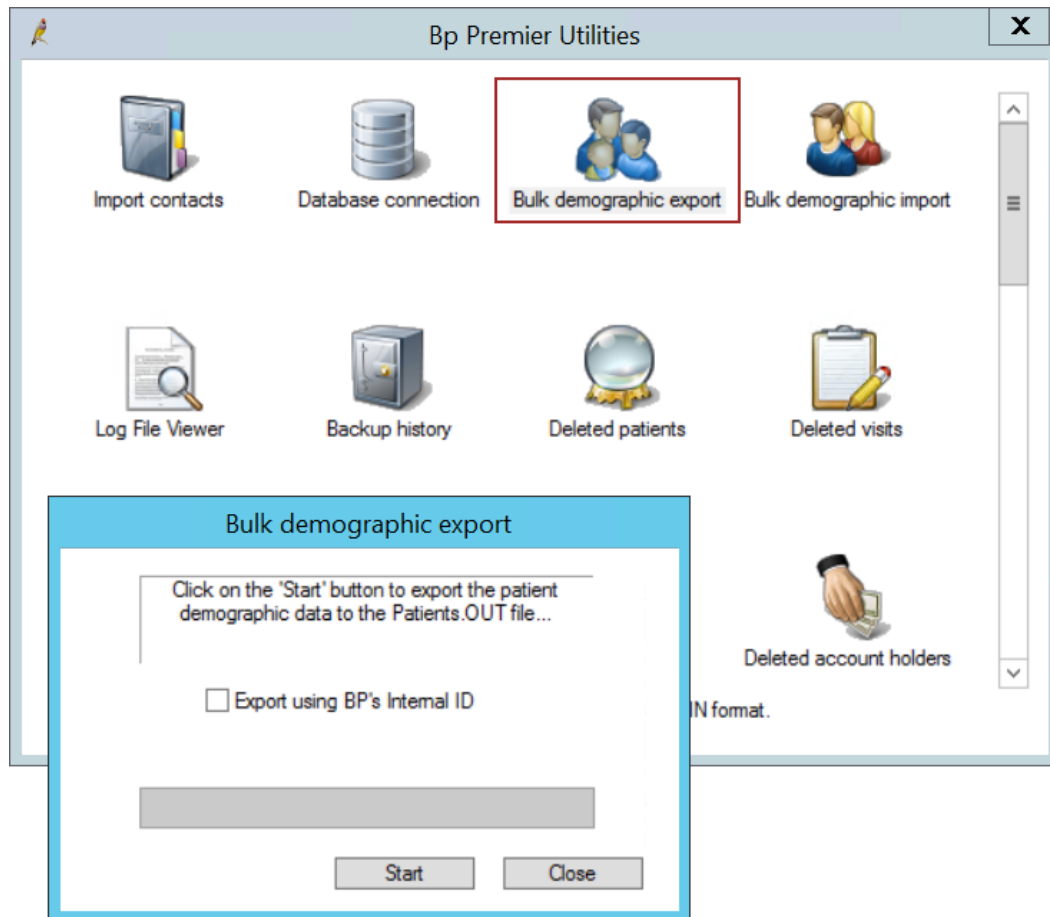 Bp Premier Utilities
X
Import contacts
Database connection
Bulk demographic export
Bulk demographic import
Log File Viewer
Backup history
Deleted patients
Deleted visits
Deleted account holders
IN format.
Bulk demographic export
Click on the 'Start' button to export the patient
demographic data to the Patients.OUT file...
Export using BP's Internal ID
Start
Close